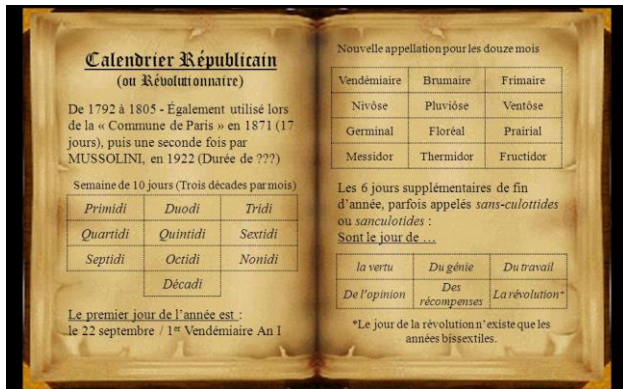 Calendrier Républicain
(ou Révolutionnaire)
De 1792 à 1805 - Également utilisé lors
de la « Commune de Paris » en 1871 (17
jours), puis une seconde fois par
MUSSOLINI, en 1922 (Durée de ???)
Semaine de 10 jours (Trois décades par mois)
Primidi Duodi Tridi
Quartidi Quintidi Sextidi
Septidi Octidi Nonidi
Décadi
Le premier jour de l'année est :
le 22 septembre / 1er Vendémiaire An I
Nouvelle appellation pour les douze mois
Vendémiaire Brumaire Frimaire
Nivôse Pluviôse Ventôse
Germinal Floréal Prairial
Messidor Thermidor Fructidor
Les 6 jours supplémentaires de fin
d'année, parfois appelés sans-culottides
ou sanculotides :
Sont le jour de …
la vertu Du génie Du travail
De l'opinion Des récompenses La révolution*
*Le jour de la révolution n'existe que les
années bissextiles.